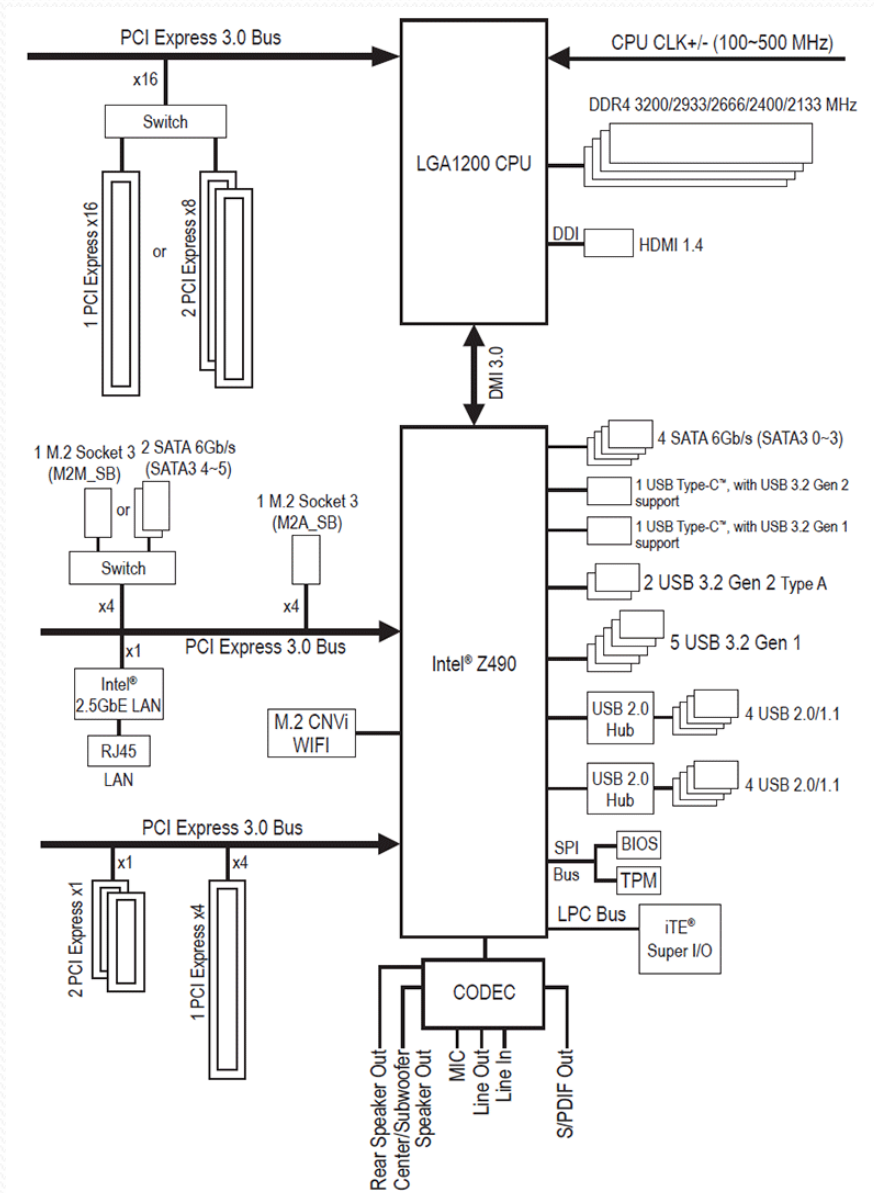 PCI Express 3.0 Bus
CPU CLK+/- (100~500 MHz)
x16
Switch
1 PCI Express x16
or
2 PCI Express x8
LGA1200 CPU
DDR4 3200/2933/2666/2400/2133 MHz
DDI
HDMI 1.4
DMI 3.0
1 M.2 Socket 3
(M2M_SB)
or
2 SATA 6Gb/s
(SATA3 4~5)
Switch
x4
1 M.2 Socket 3
(M2A_SB)
x4
PCI Express 3.0 Bus
x1
Intel®
2.5GbE LAN
RJ45
LAN
M.2 CNVi
WIFI
Intel® Z490
4 SATA 6Gb/s (SATA3 0~3)
1 USB Type-C™, with USB 3.2 Gen 2
support
1 USB Type-C™, with USB 3.2 Gen 1
support
2 USB 3.2 Gen 2 Type A
5 USB 3.2 Gen 1
USB 2.0
Hub
4 USB 2.0/1.1
USB 2.0
Hub
4 USB 2.0/1.1
SPI
Bus
BIOS
TPM
LPC Bus
iTE®
Super I/O
PCI Express 3.0 Bus
x1
x4
2 PCI Express x1
1 PCI Express x4
CODEC
Rear Speaker Out
Center/Subwoofer
Speaker Out
MIC
Line Out
Line In
S/PDIF Out